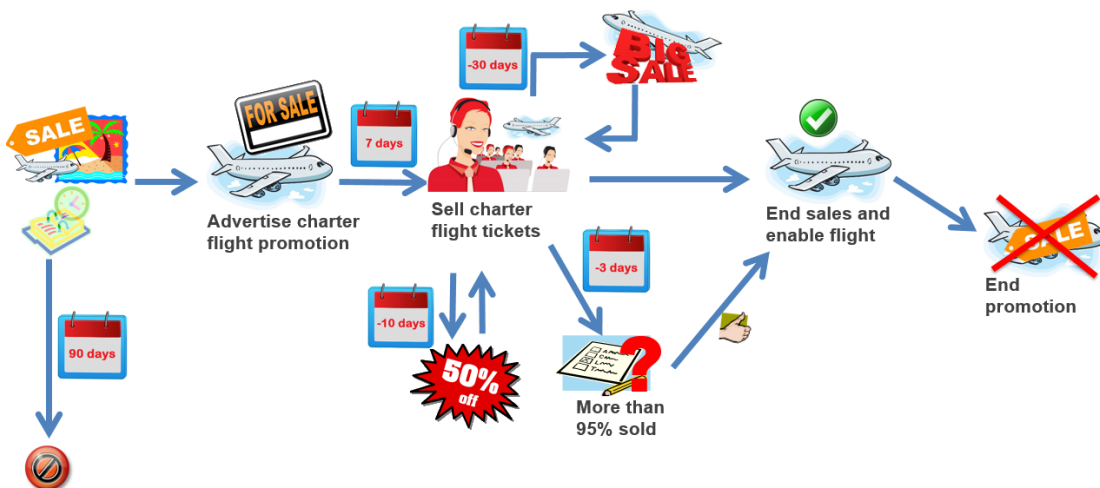 -30 days
BIG
SALE
SALE
FOR SALE
7 days
Advertise charter
flight promotion
Sell charter
flight tickets
End sales and
enable flight
-3 days
SALE
End
promotion
90 days
-10 days
50%
off
?
More than
95% sold